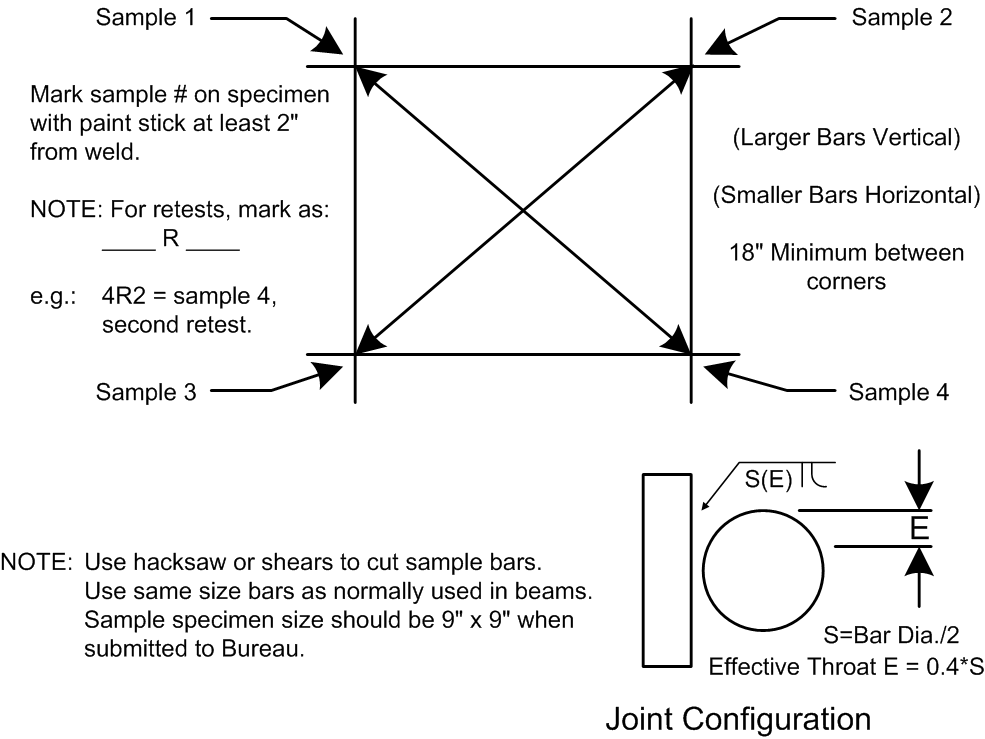 Sample 1
Sample 2
Mark sample # on specimen
with paint stick at least 2"
from weld.
NOTE: For retests, mark as:
____ R ____
e.g.: 4R2 = sample 4,
second retest.
(Larger Bars Vertical)
(Smaller Bars Horizontal)
18" Minimum between
corners
Sample 3
Sample 4
S(E)
E
NOTE: Use hacksaw or shears to cut sample bars.
Use same size bars as normally used in beams.
Sample specimen size should be 9" x 9" when
submitted to Bureau.
S=Bar Dia./2
Effective Throat E = 0.4*S
Joint Configuration